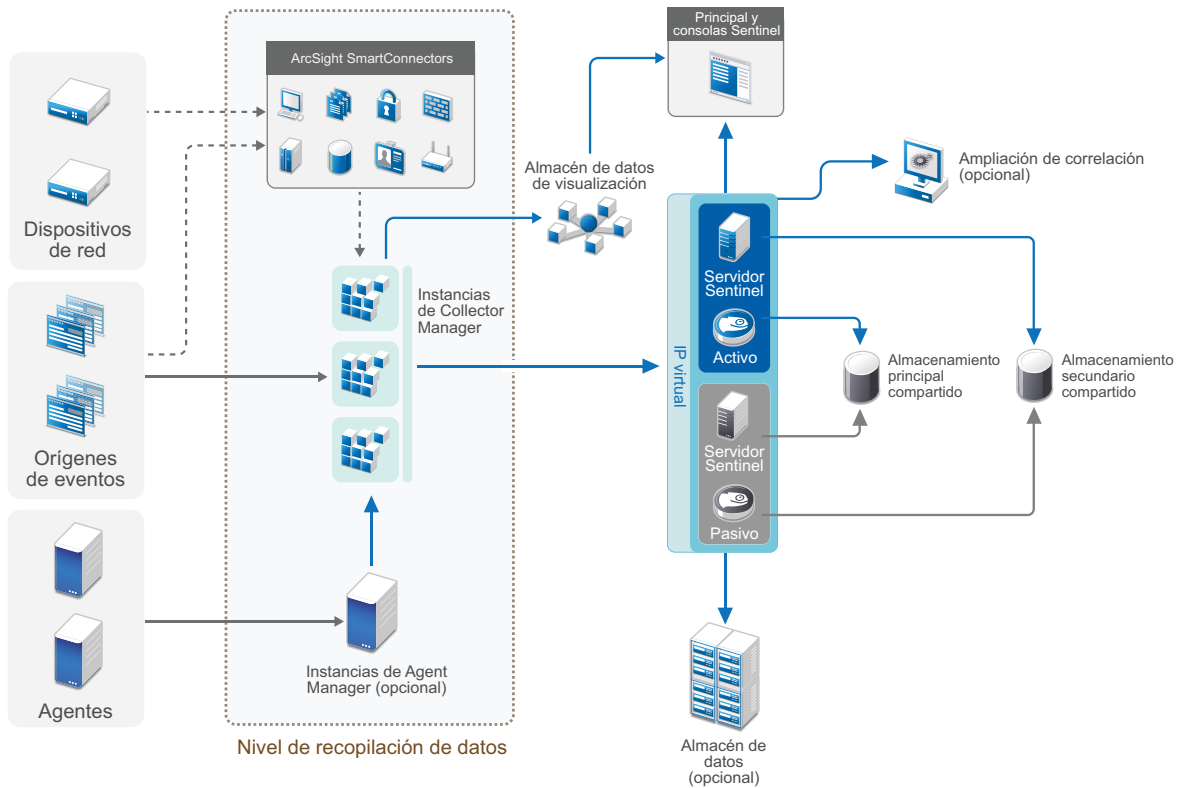 Principal y
consolas Sentinel
ArcSight SmartConnectors
Dispositivos
de red
Almacén de datos
de visualización
Ampliación de correlación
(opcional)
Orígenes
de eventos
Instancias
de Collector
Manager
IP virtual
Servidor
Sentinel
Activo
Servidor
Sentinel
Pasivo
Almacenamiento
principal
compartido
Almacenamiento
secundario
compartido
Agentes
Instancias de Agent
Manager (opcional)
Nivel de recopilación de datos
Almacén de
datos
(opcional)